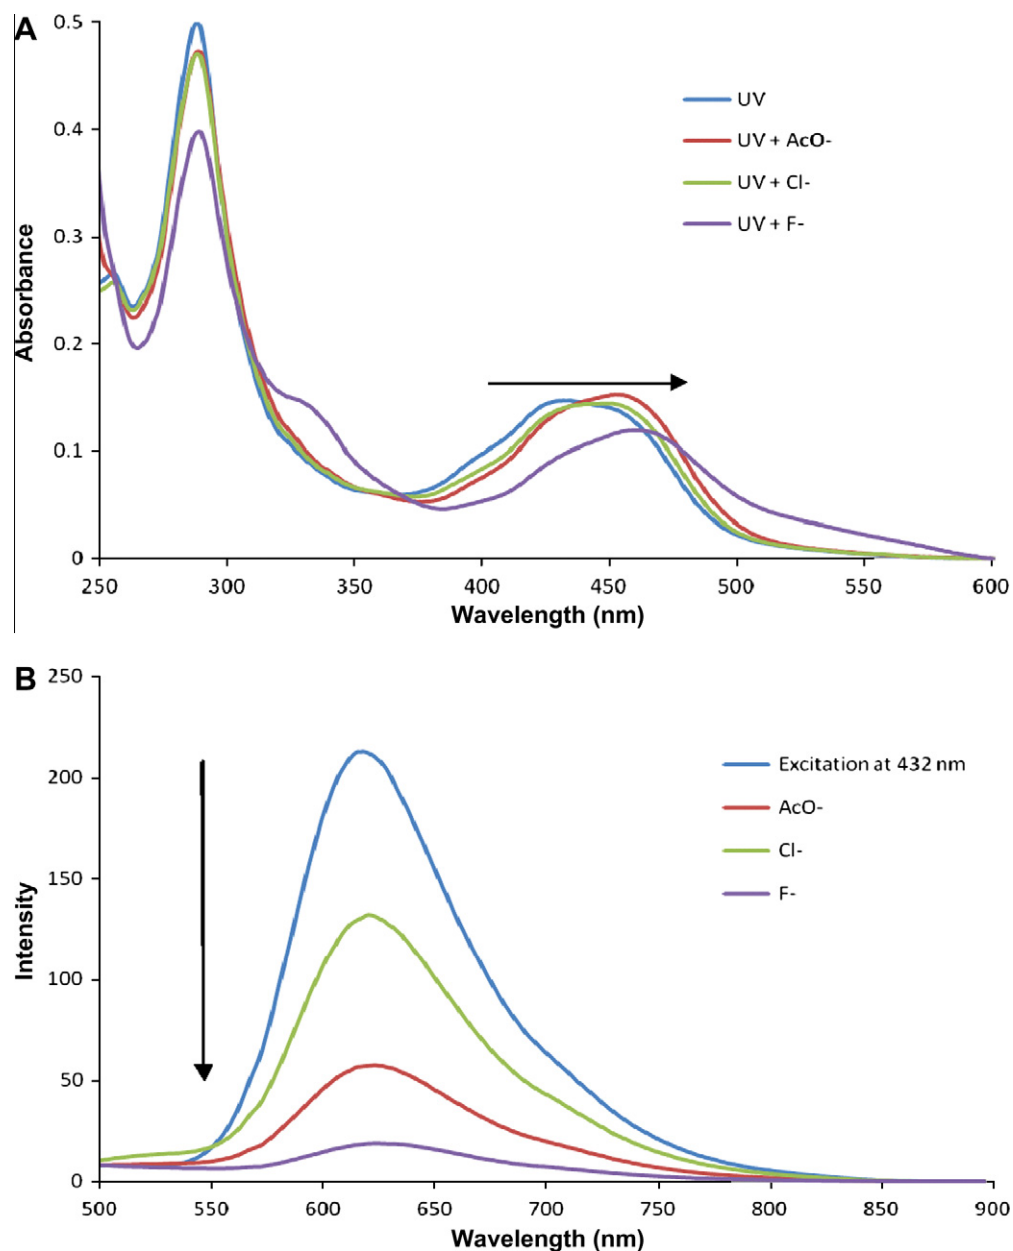 A
0.5
0.4
0.3
0.2
0.1
0
Absorbance
UV
UV + AcO-
UV + Cl-
UV + F-
250 300 350 400 450 500 550 600
Wavelength (nm)
B
250
200
150
100
50
0
Intensity
Excitation at 432 nm
AcO-
Cl-
F-
500 550 600 650 700 750 800 850 900
Wavelength (nm)